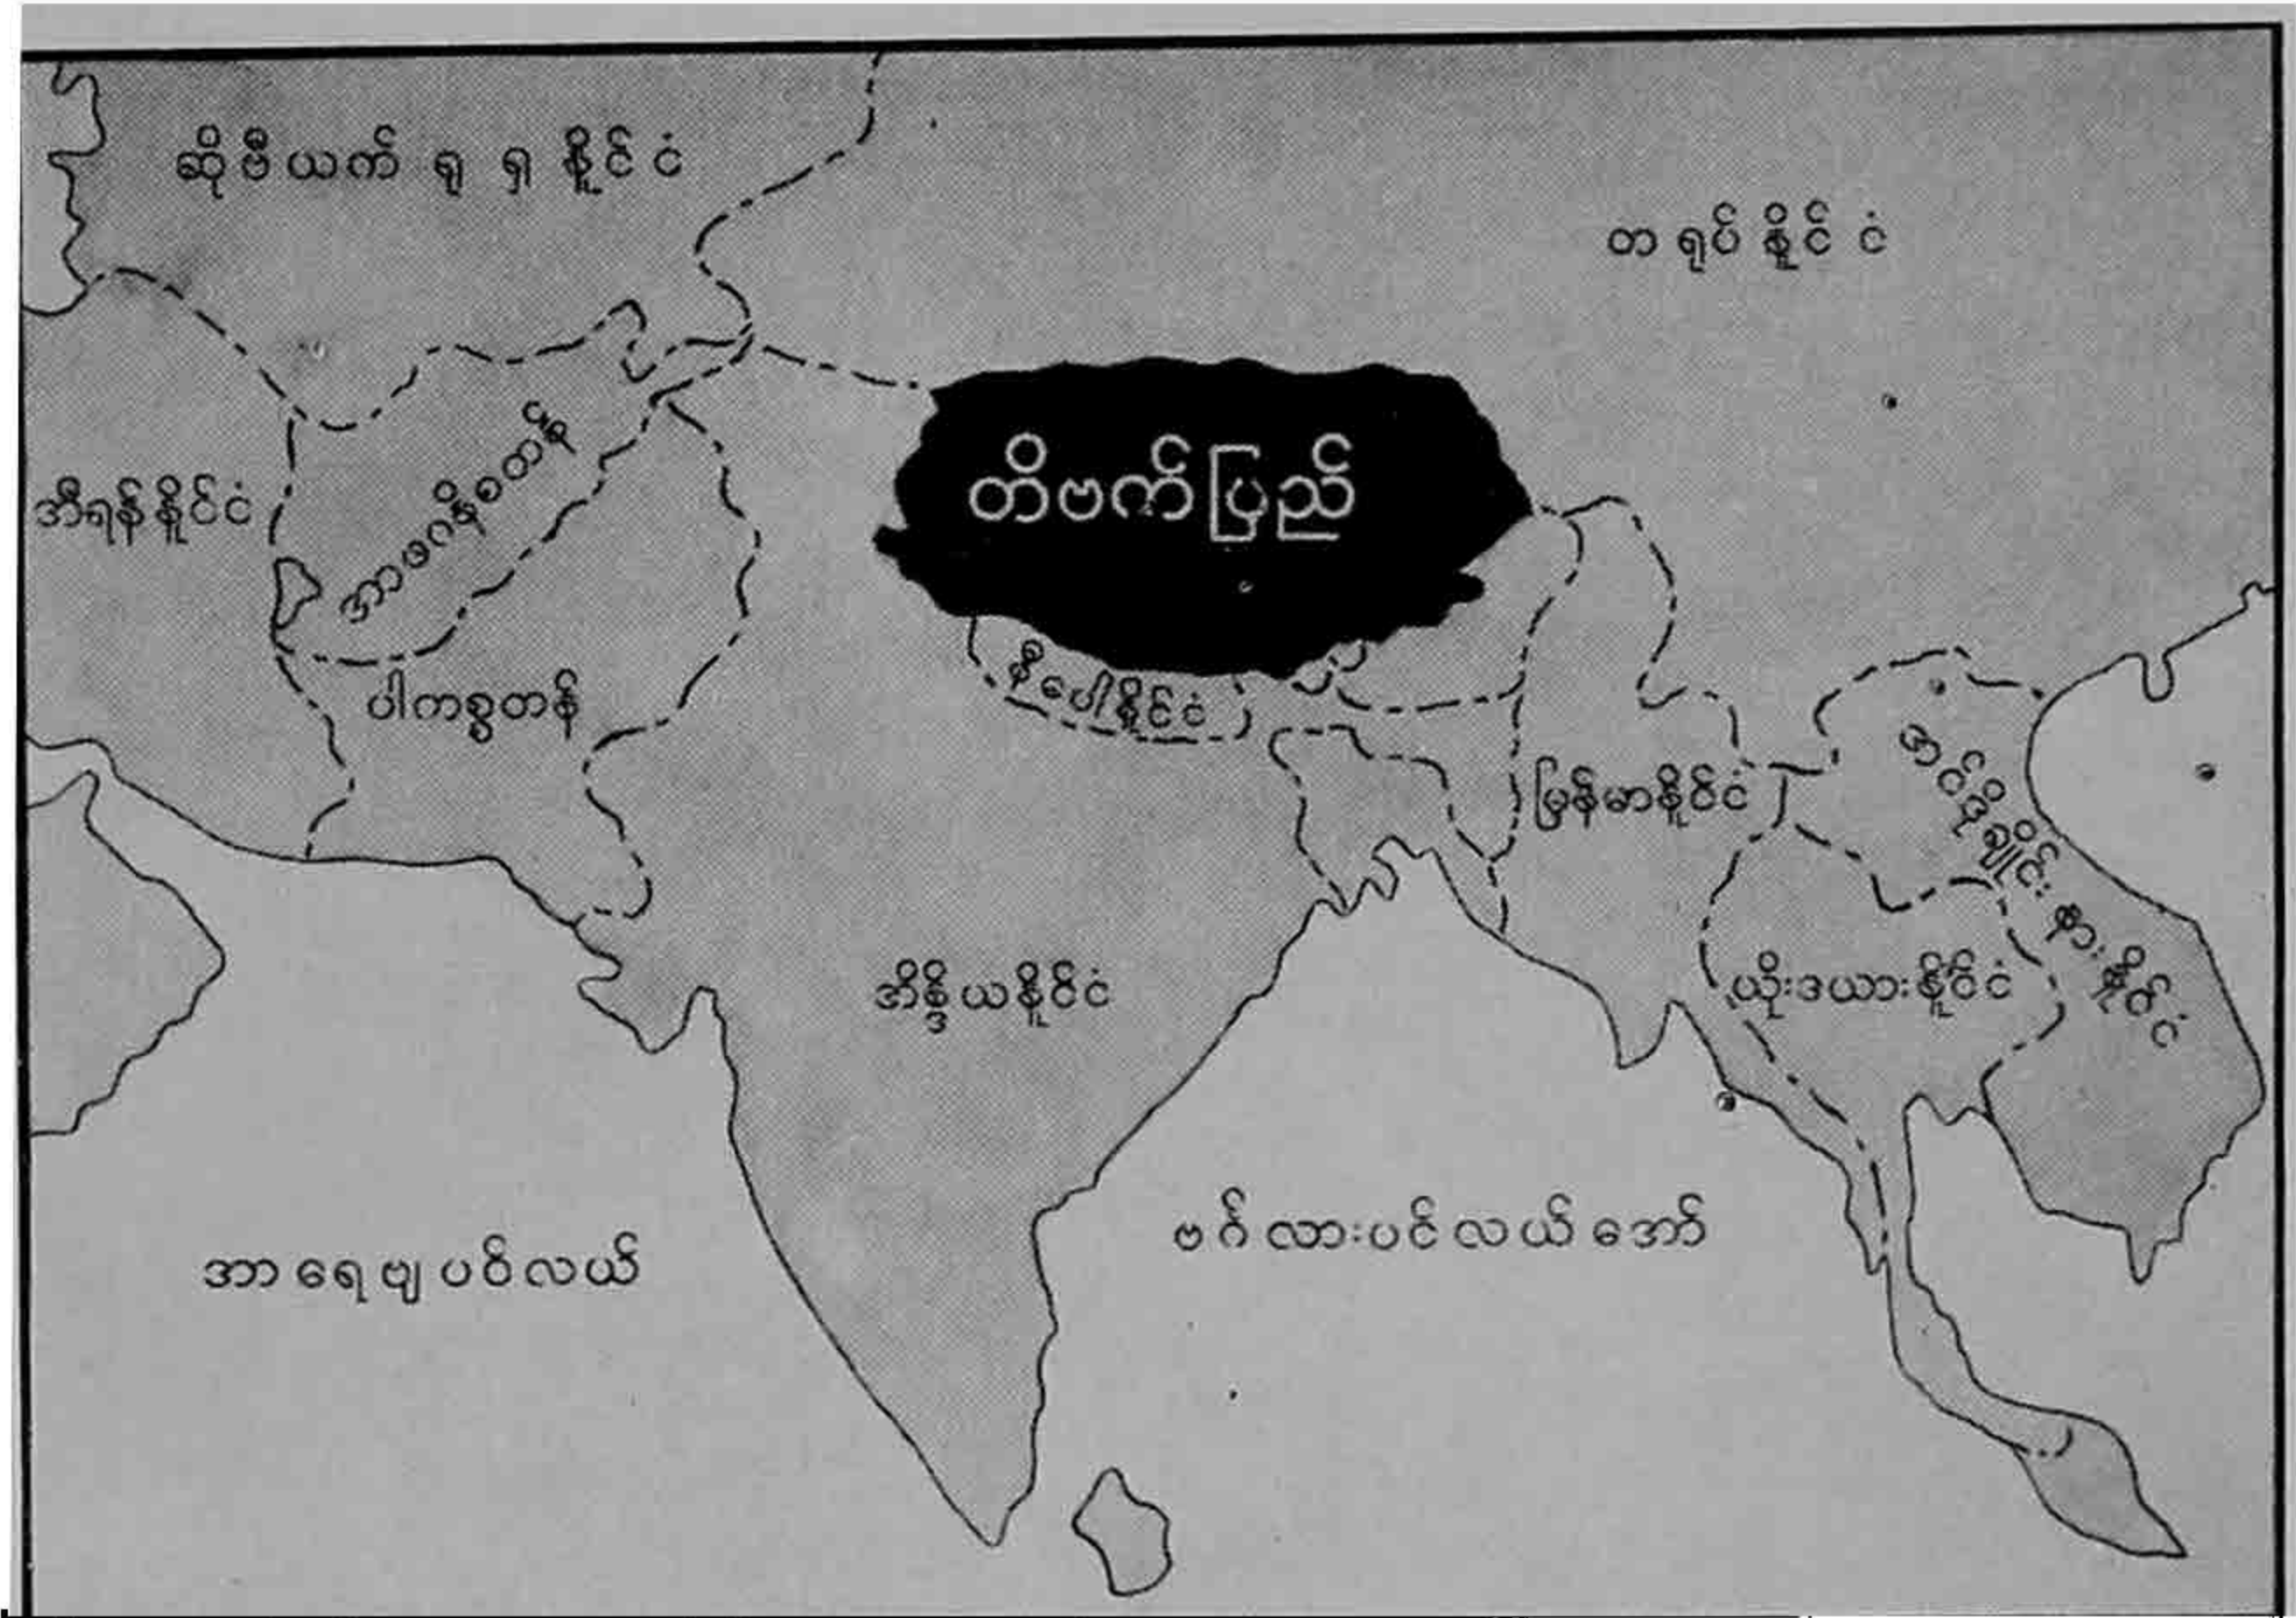 ဆိုဗီယက် ရုရှနိူင်ငံ
တရုပ်နိူင်ငံ
တိဗက်ပြည်
အီရန်နိူင်ငံ
အာဖဂနိစတန်
ပါကစ္စတန်
နီပေါနိူင်ငံ
မြန်မာနိူင်ငံ
အင်ဒိုချိုင်းနားနိူင်ငံ
အိန္ဒိယနိူင်ငံ
ယိုးဒယားနိူင်ငံ
အာရေဗျပင်လယ်
ဗင်္ဂလားပင်လယ်အော်